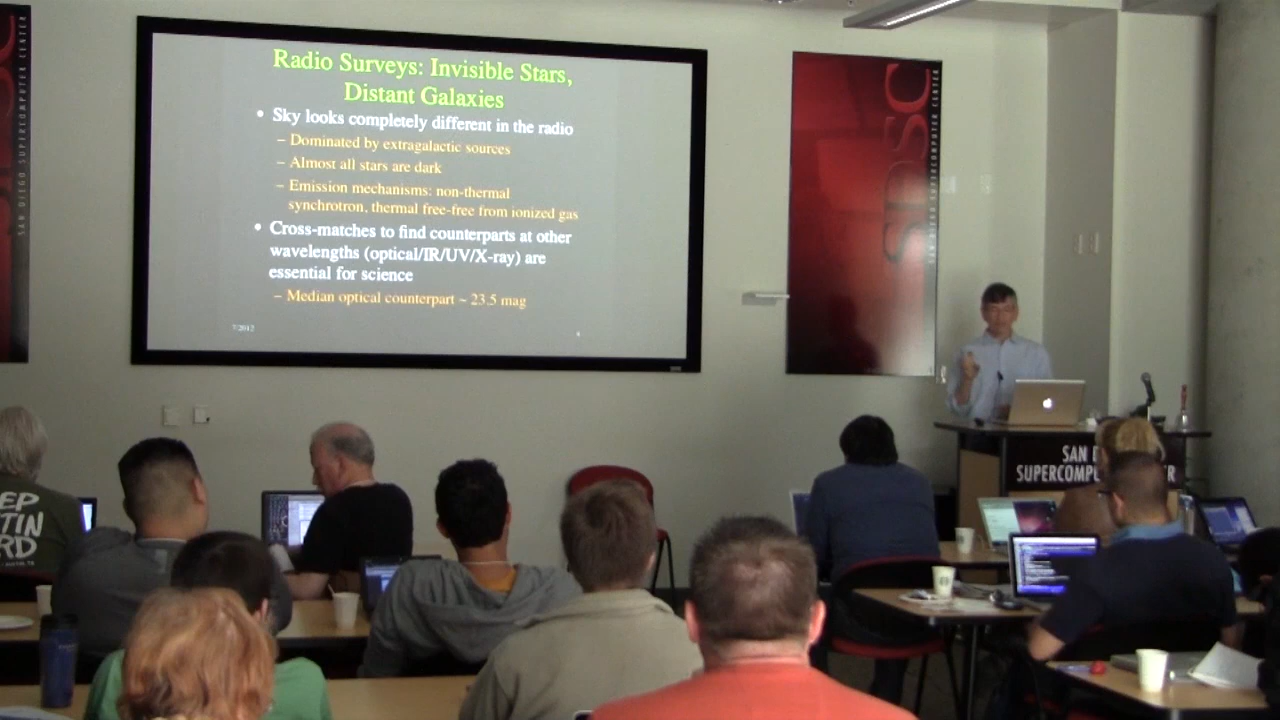 Radio Surveys: Invisible Stars,
Distant Galaxies
• Sky looks completely different in the radio
– Dominated by extragalactic sources
– Almost all stars are dark
– Emission mechanisms: non-thermal
synchrotron, thermal free-free from ionized gas
• Cross-matches to find counterparts at other
wavelengths (optical/IR/UV/X-ray) are
essential for science
– Median optical counterpart ~ 23.5 mag
7/2012
SDSC
SAN DIEGO SUPERCOMPUTER CENTER
SAN DIEGO SUPERCOMPUTER CENTER
SAN
SUPERCOMPU
EP
TIN
RD